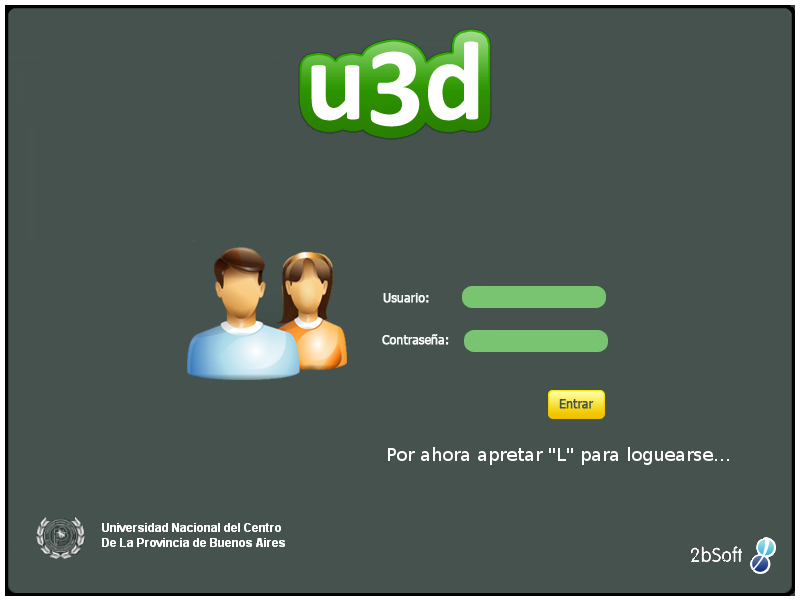 u3d
Usuario:
Contraseña:
Entrar
Por ahora apretar "L" para loguearse...
Universidad Nacional del Centro
De La Provincia de Buenos Aires
2bSoft